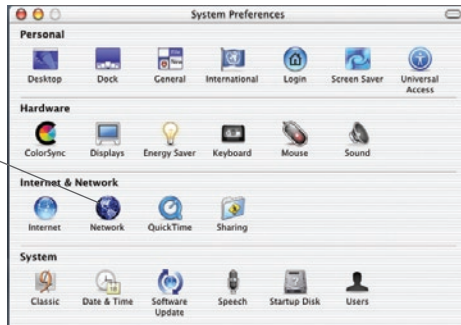 System Preferences
Personal
Desktop Dock General International Login Screen Saver Universal Access
Hardware
ColorSync Displays Energy Saver Keyboard Mouse Sound
Internet & Network
Internet Network QuickTime Sharing
System
Classic Date & Time Software Update Speech Startup Disk Users